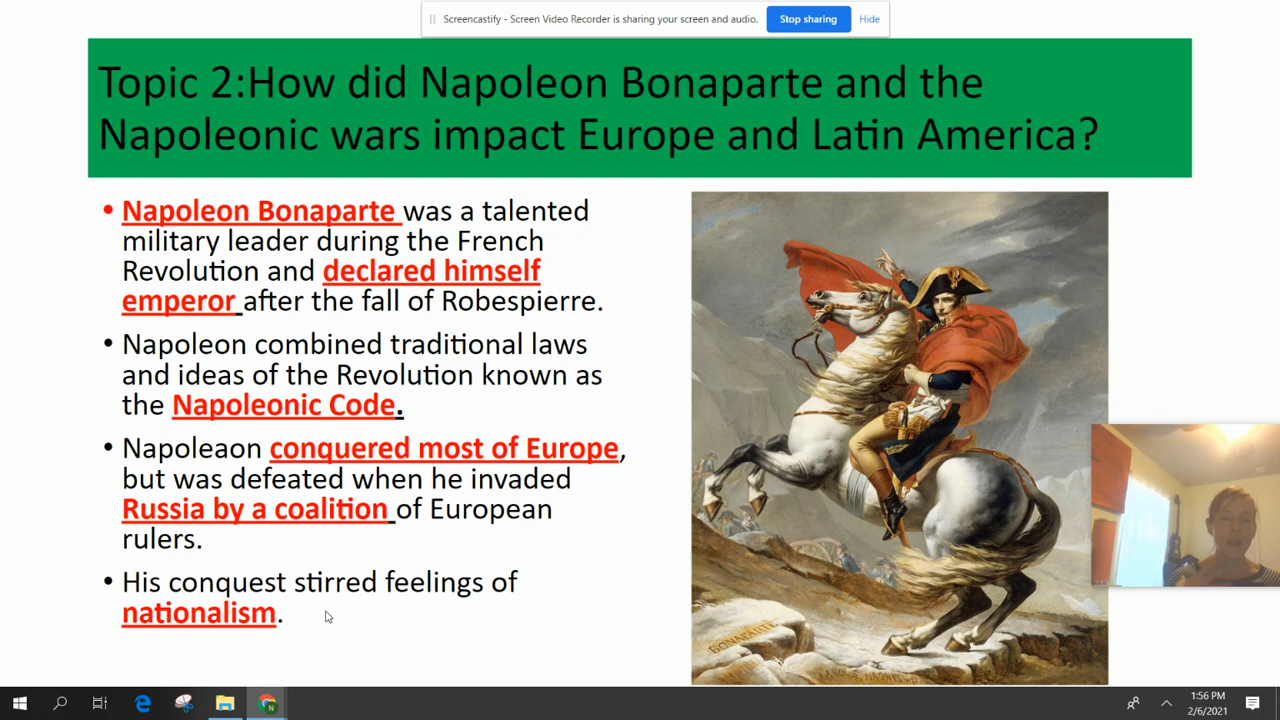 Screencastify - Screen Video Recorder is sharing your screen and audio. Stop sharing Hide
Topic 2:How did Napoleon Bonaparte and the
Napoleonic wars impact Europe and Latin America?
• Napoleon Bonaparte was a talented
military leader during the French
Revolution and declared himself
emperor after the fall of Robespierre.
• Napoleon combined traditional laws
and ideas of the Revolution known as
the Napoleonic Code.
• Napoleaon conquered most of Europe,
but was defeated when he invaded
Russia by a coalition of European
rulers.
• His conquest stirred feelings of
nationalism.
BONAPARTE
1:56 PM
2/6/2021